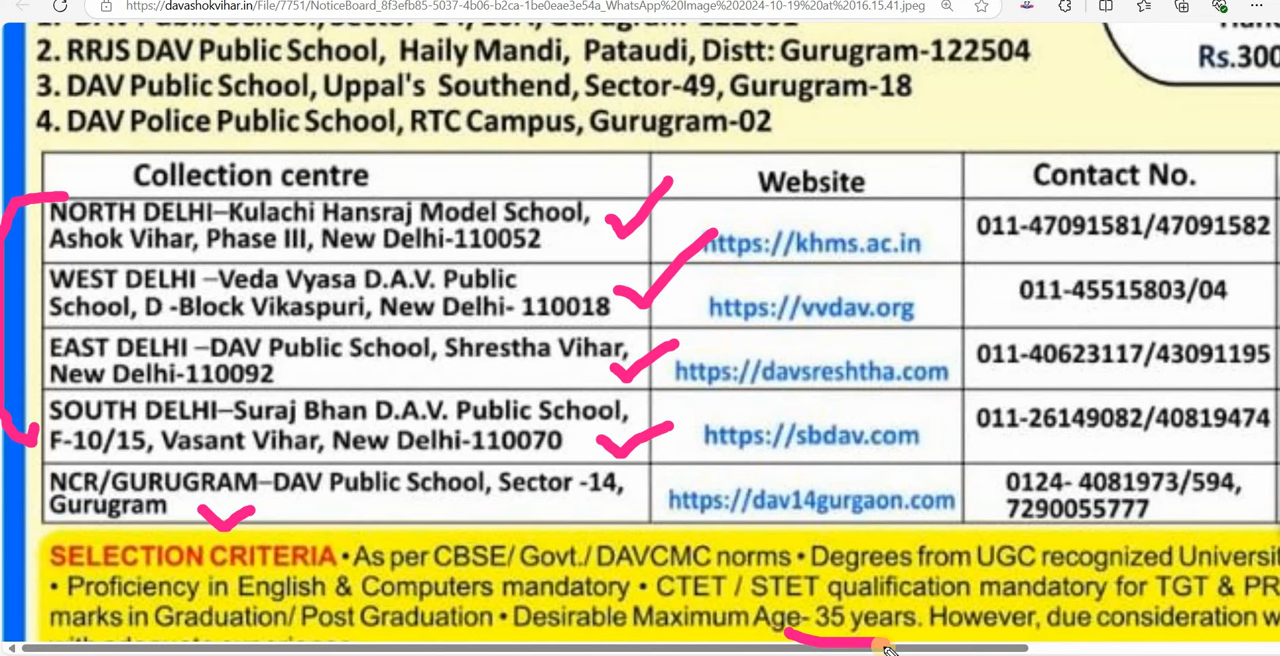 https://davashokvihar.in/File/7751/NoticeBoard_8f3efb85-5037-4b06-b2ca-1be0eae3e54a_WhatsApp%20Image%202024-10-19%20at%2016.15.41.jpeg
2. RRJS DAV Public School, Haily Mandi, Pataudi, Distt: Gurugram-122504
Rs.300
3. DAV Public School, Uppal's Southend, Sector-49, Gurugram-18
4. DAV Police Public School, RTC Campus, Gurugram-02
Collection centre Website Contact No.
NORTH DELHI–Kulachi Hansraj Model School,
Ashok Vihar, Phase III, New Delhi-110052
https://khms.ac.in
011-47091581/47091582
WEST DELHI –Veda Vyasa D.A.V. Public
School, D -Block Vikaspuri, New Delhi- 110018
https://vvdav.org
011-45515803/04
EAST DELHI –DAV Public School, Shrestha Vihar,
New Delhi-110092
https://davsreshtha.com
011-40623117/43091195
SOUTH DELHI–Suraj Bhan D.A.V. Public School,
F-10/15, Vasant Vihar, New Delhi-110070
https://sbdav.com
011-26149082/40819474
NCR/GURUGRAM–DAV Public School, Sector -14,
Gurugram
https://dav14gurgaon.com
0124- 4081973/594,
7290055777
SELECTION CRITERIA • As per CBSE/ Govt./ DAVCMC norms • Degrees from UGC recognized Universi
• Proficiency in English & Computers mandatory • CTET / STET qualification mandatory for TGT & PR
marks in Graduation/ Post Graduation • Desirable Maximum Age- 35 years. However, due consideration w